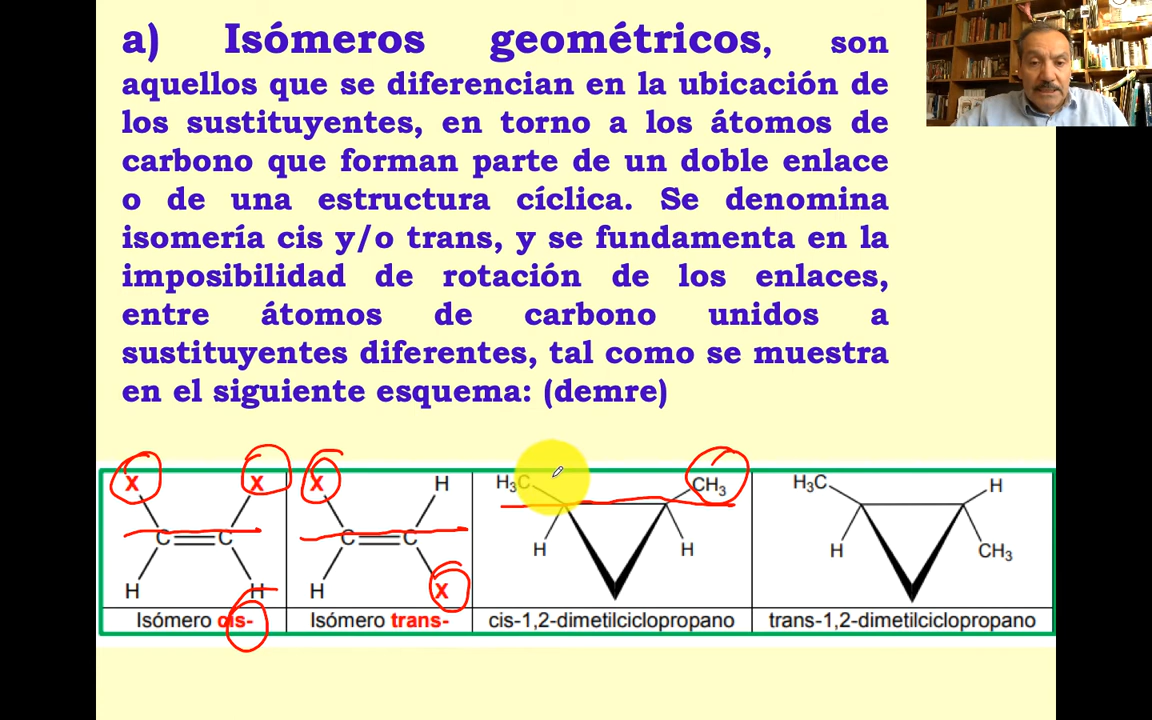 a) Isómeros geométricos, son
aquellos que se diferencian en la ubicación de
los sustituyentes, en torno a los átomos de
carbono que forman parte de un doble enlace
o de una estructura cíclica. Se denomina
isomería cis y/o trans, y se fundamenta en la
imposibilidad de rotación de los enlaces,
entre átomos de carbono unidos a
sustituyentes diferentes, tal como se muestra
en el siguiente esquema: (demre)
X X X H H₃C CH₃ H₃C H
C C C C
H H H CH₃
H H H X
Isómero cis- Isómero trans- cis-1,2-dimetilciclopropano trans-1,2-dimetilciclopropano